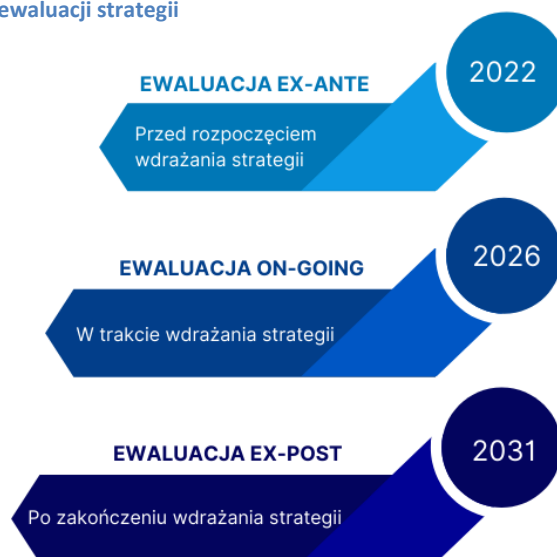 ewaluacji strategii
2022
EWALUACJA EX-ANTE
Przed rozpoczęciem
wdrażania strategii
2026
EWALUACJA ON-GOING
W trakcie wdrażania strategii
2031
EWALUACJA EX-POST
Po zakończeniu wdrażania strategii